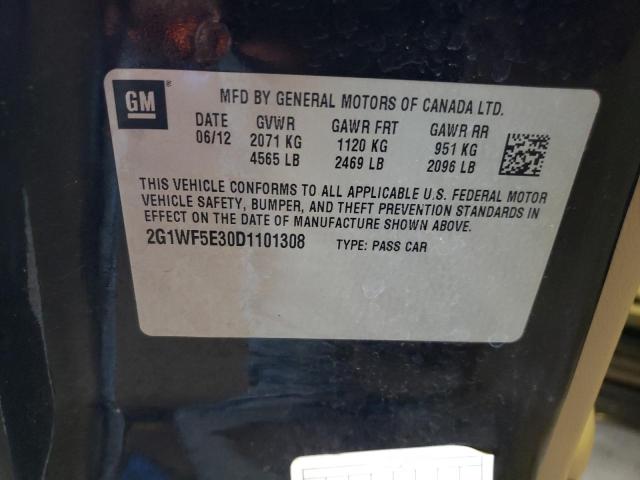 GM ®
MFD BY GENERAL MOTORS OF CANADA LTD.
DATE GVWR GAWR FRT GAWR RR
06/12 2071 KG 1120 KG 951 KG
4565 LB 2469 LB 2096 LB
THIS VEHICLE CONFORMS TO ALL APPLICABLE U.S. FEDERAL MOTOR
VEHICLE SAFETY, BUMPER, AND THEFT PREVENTION STANDARDS IN
EFFECT ON THE DATE OF MANUFACTURE SHOWN ABOVE.
2G1WF5E30D1101308 TYPE: PASS CAR